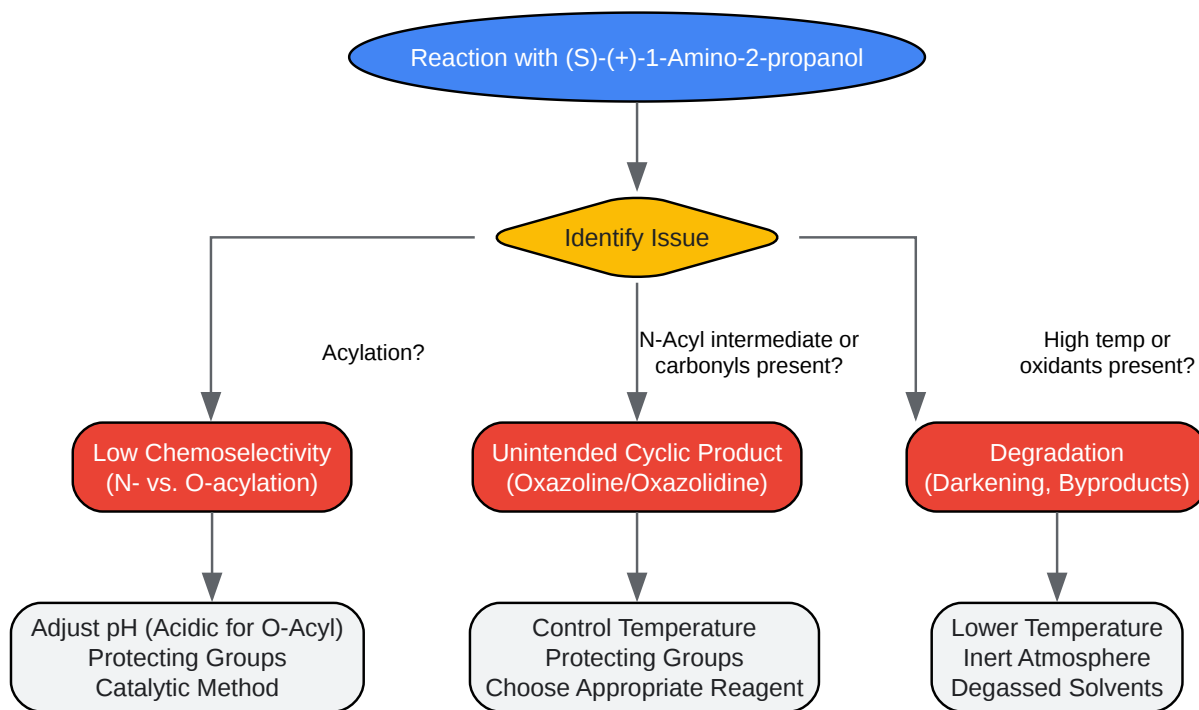 Reaction with (S)-(+)-1-Amino-2-propanol
Identify Issue
Acylation?
N-Acyl intermediate or
carbonyls present?
High temp or
oxidants present?
Low Chemoselectivity
(N- vs. O-acylation)
Unintended Cyclic Product
(Oxazoline/Oxazolidine)
Degradation
(Darkening, Byproducts)
Adjust pH (Acidic for O-Acyl)
Protecting Groups
Catalytic Method
Control Temperature
Protecting Groups
Choose Appropriate Reagent
Lower Temperature
Inert Atmosphere
Degassed Solvents